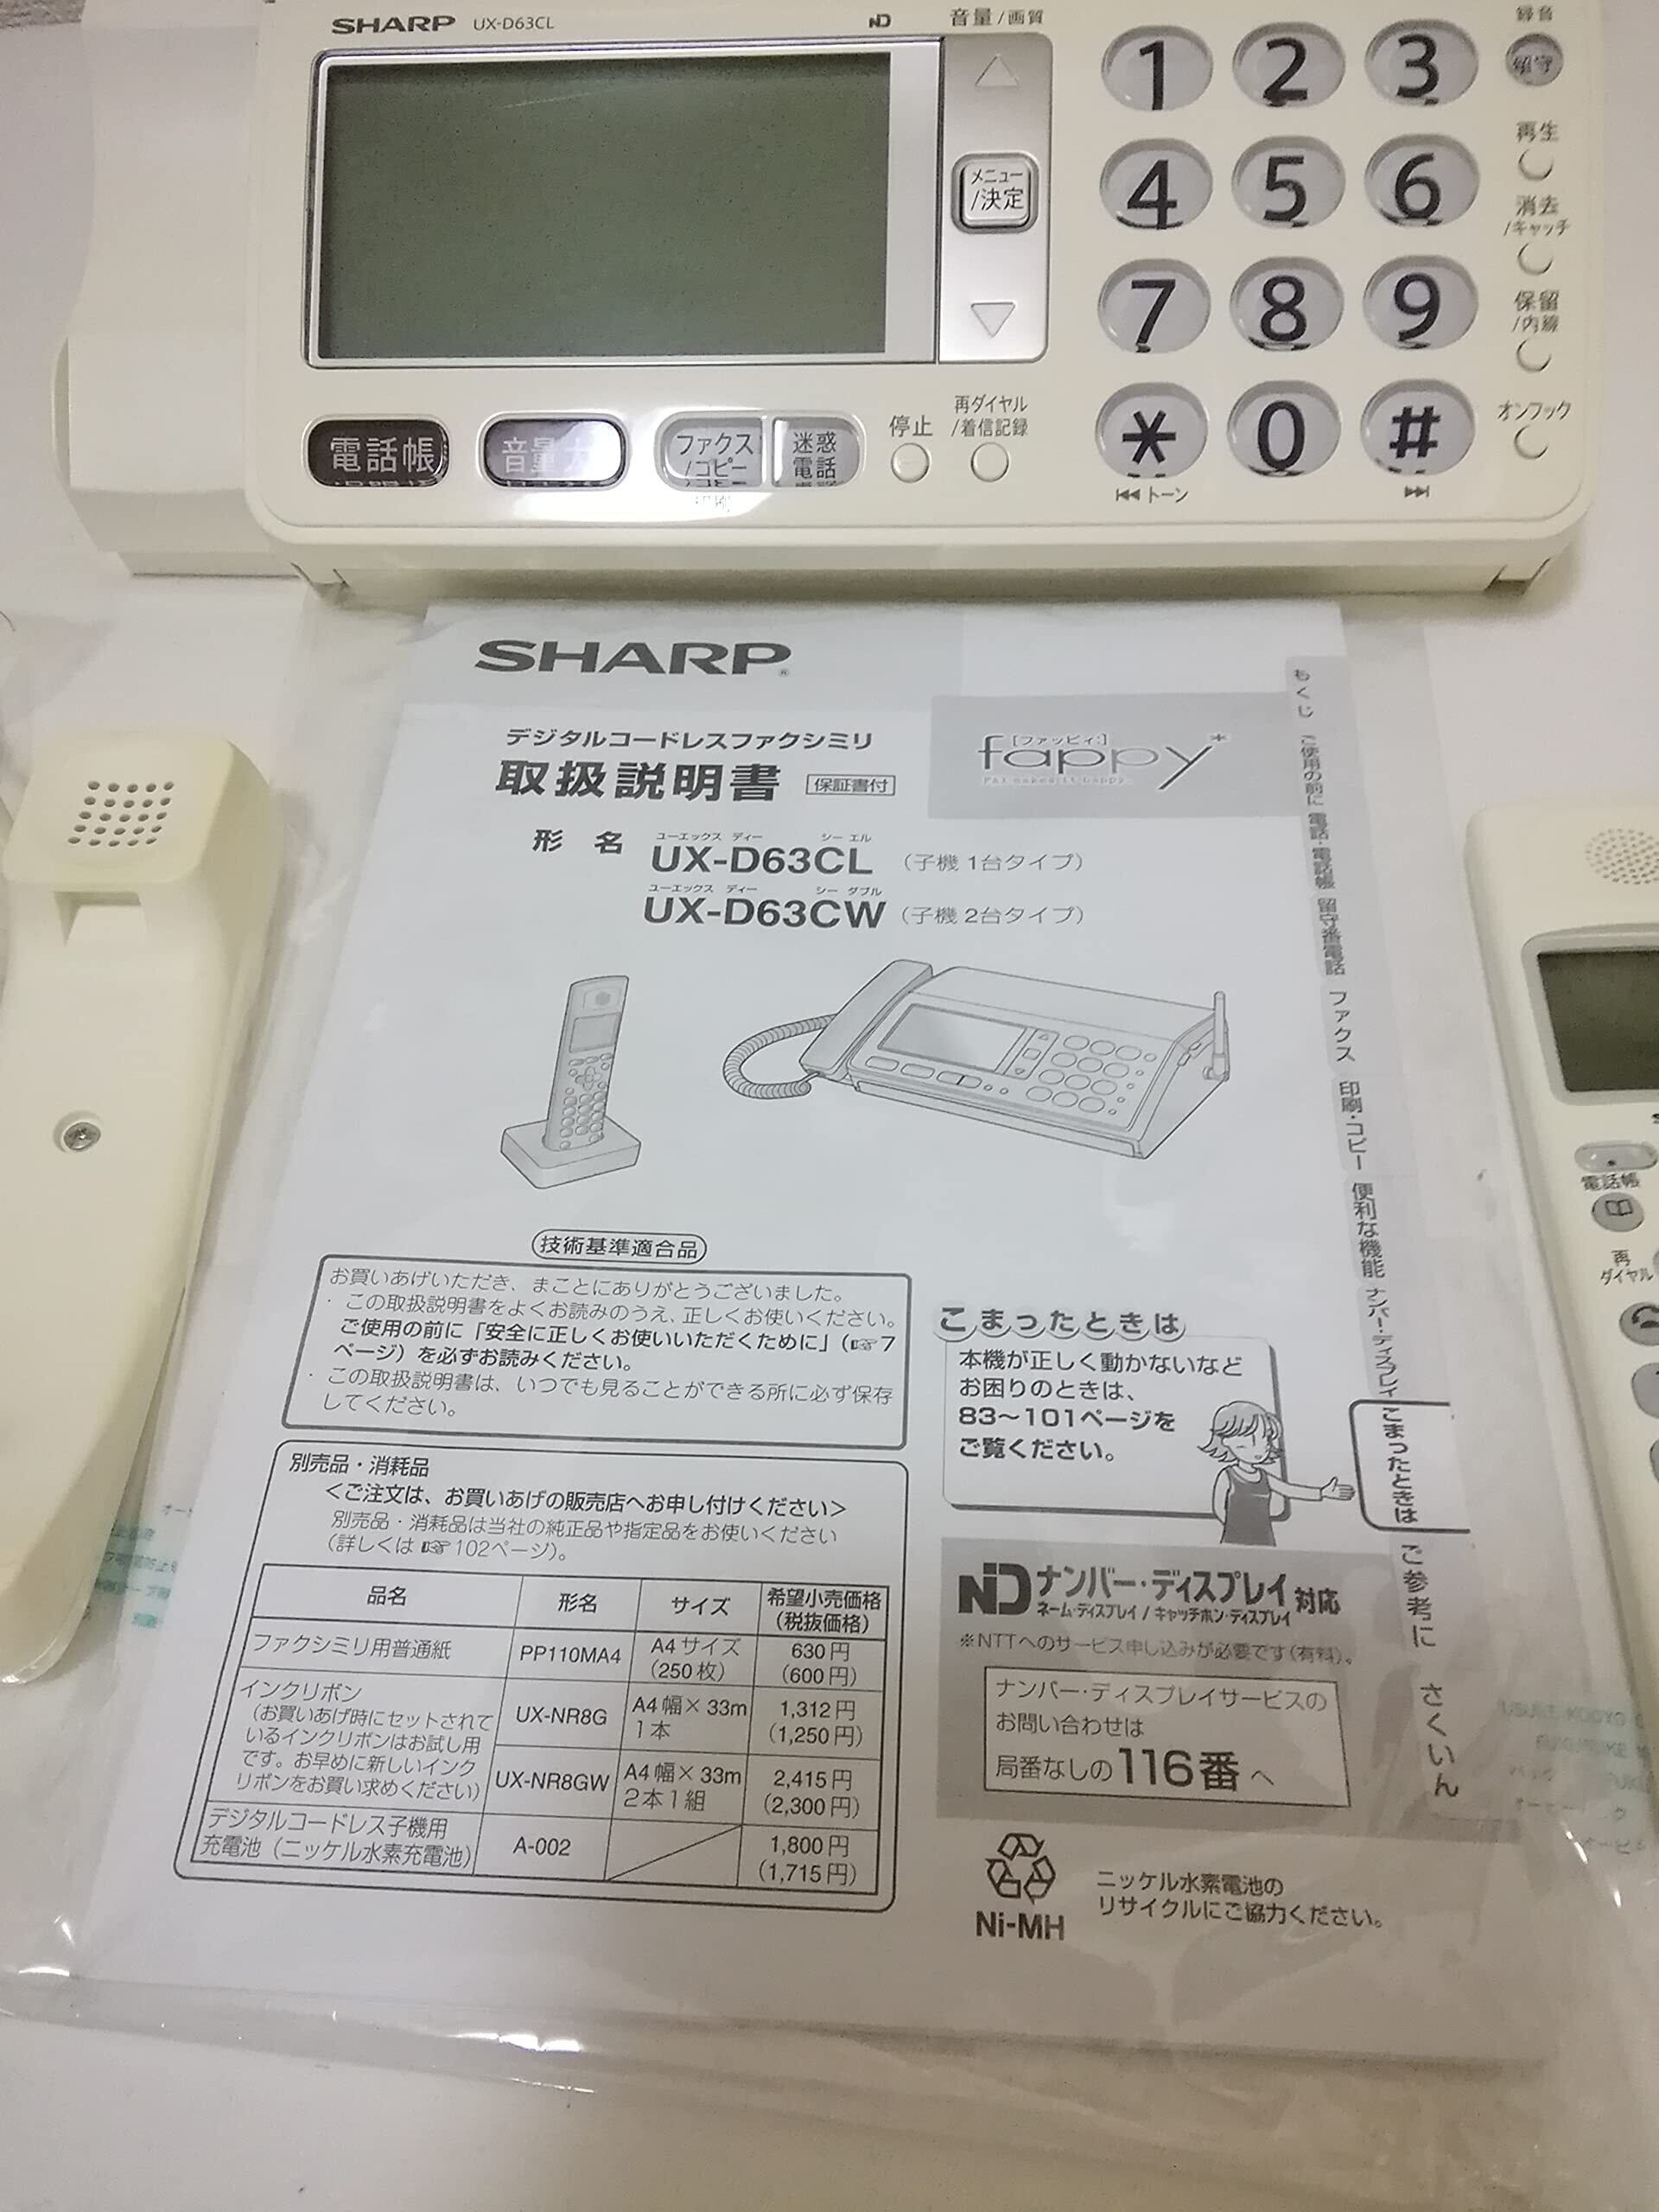 SHARP UX-D63CL
音量/画質
メニュー
/決定
1 2 3
4 5 6
7 8 9
* 0 #
トーン
録音
留守
再生
消去
/キャッチ
保留
/内線
オンフック
電話帳
音量大
ファクス
/コピー
迷惑
電話
停止
再ダイヤル
/着信記録
SHARP
デジタルコードレスファクシミリ
取扱説明書 保証書付
[ファッピィ:]
fappy*
形名
ユーエックス ディー シー エル
UX-D63CL (子機1台タイプ)
ユーエックス ディー シー ダブル
UX-D63CW (子機2台タイプ)
技術基準適合品
お買いあげいただき、まことにありがとうございました。
・この取扱説明書をよくお読みのうえ、正しくお使いください。
ご使用の前に「安全に正しくお使いいただくために」(☞7
ページ)を必ずお読みください。
・この取扱説明書は、いつでも見ることができる所に必ず保存
してください。
こまったときは
本機が正しく動かないなど
お困りのときは、
83～101ページを
ご覧ください。
別売品・消耗品
<ご注文は、お買いあげの販売店へお申し付けください>
別売品・消耗品は当社の純正品や指定品をお使いください
(詳しくは☞102ページ)。
品名 形名 サイズ 希望小売価格
(税抜価格)
ファクシミリ用普通紙 PP110MA4 A4サイズ
(250枚) 630円
(600円)
インクリボン
(お買いあげ時にセットされて
いるインクリボンはお試し用
です。お早めに新しいインク
リボンをお買い求めください)
UX-NR8G A4幅×33m
1本 1,312円
(1,250円)
UX-NR8GW A4幅×33m
2本1組 2,415円
(2,300円)
デジタルコードレス子機用
充電池(ニッケル水素充電池) A-002 1,800円
(1,715円)
ND ナンバー・ディスプレイ対応
ネーム・ディスプレイ/キャッチホン・ディスプレイ
※NTTへのサービス申し込みが必要です(有料)。
ナンバー・ディスプレイサービスの
お問い合わせは
局番なしの116番へ
Ni-MH
ニッケル水素電池の
リサイクルにご協力ください。
もくじ
ご使用の前に
電話・電話帳
留守番電話
ファクス
印刷・コピー
便利な機能
ナンバー・ディスプレイ
こまったときは
ご参考に
さくいん
電話帳
再
ダイヤル